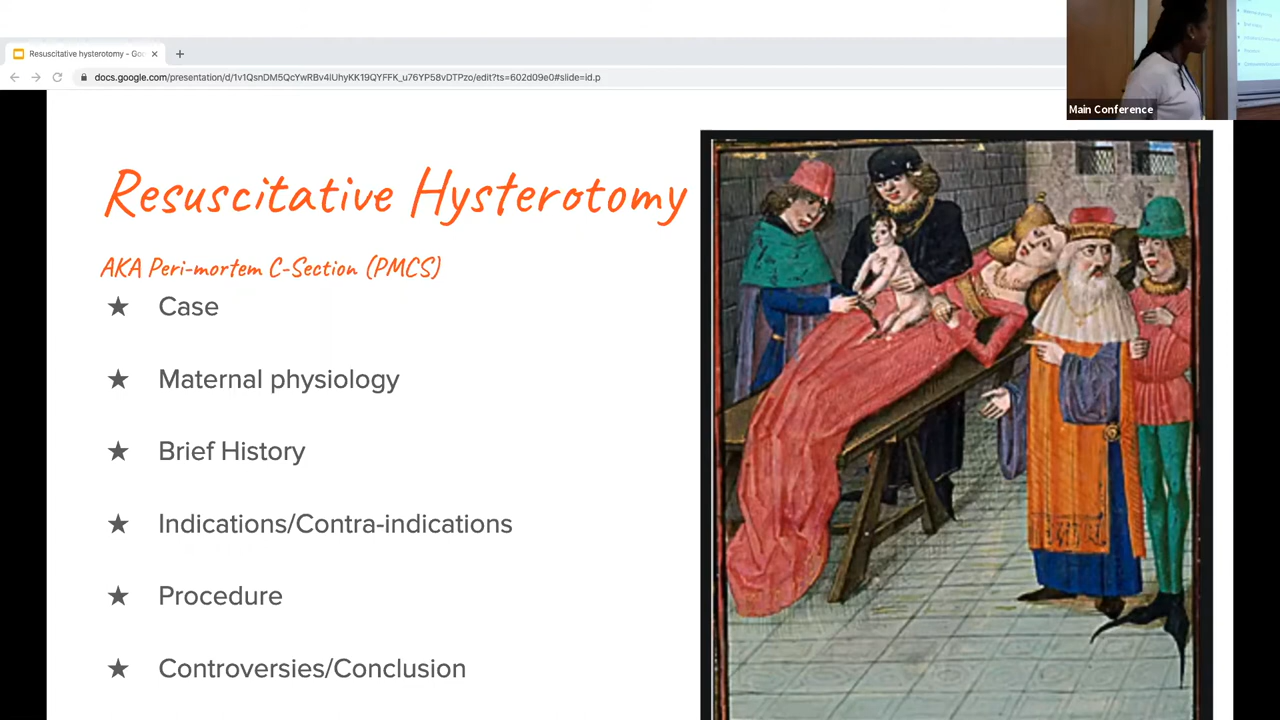 Resuscitative hysterotomy - Goo
docs.google.com/presentation/d/1v1QsnDM5QcYwRBv4lUhyKK19QYFFK_u76YP58vDTPzo/edit?ts=602d09e0#slide=id.p
Main Conference
Resuscitative Hysterotomy
AKA Peri-mortem C-Section (PMCS)
★ Case
★ Maternal physiology
★ Brief History
★ Indications/Contra-indications
★ Procedure
★ Controversies/Conclusion